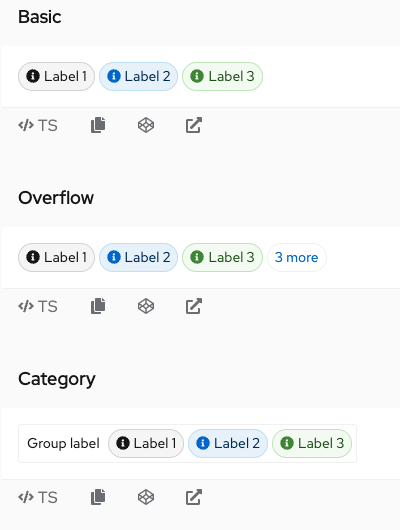 Basic
Label 1 Label 2 Label 3
TS
Overflow
Label 1 Label 2 Label 3 3 more
TS
Category
Group label Label 1 Label 2 Label 3
TS